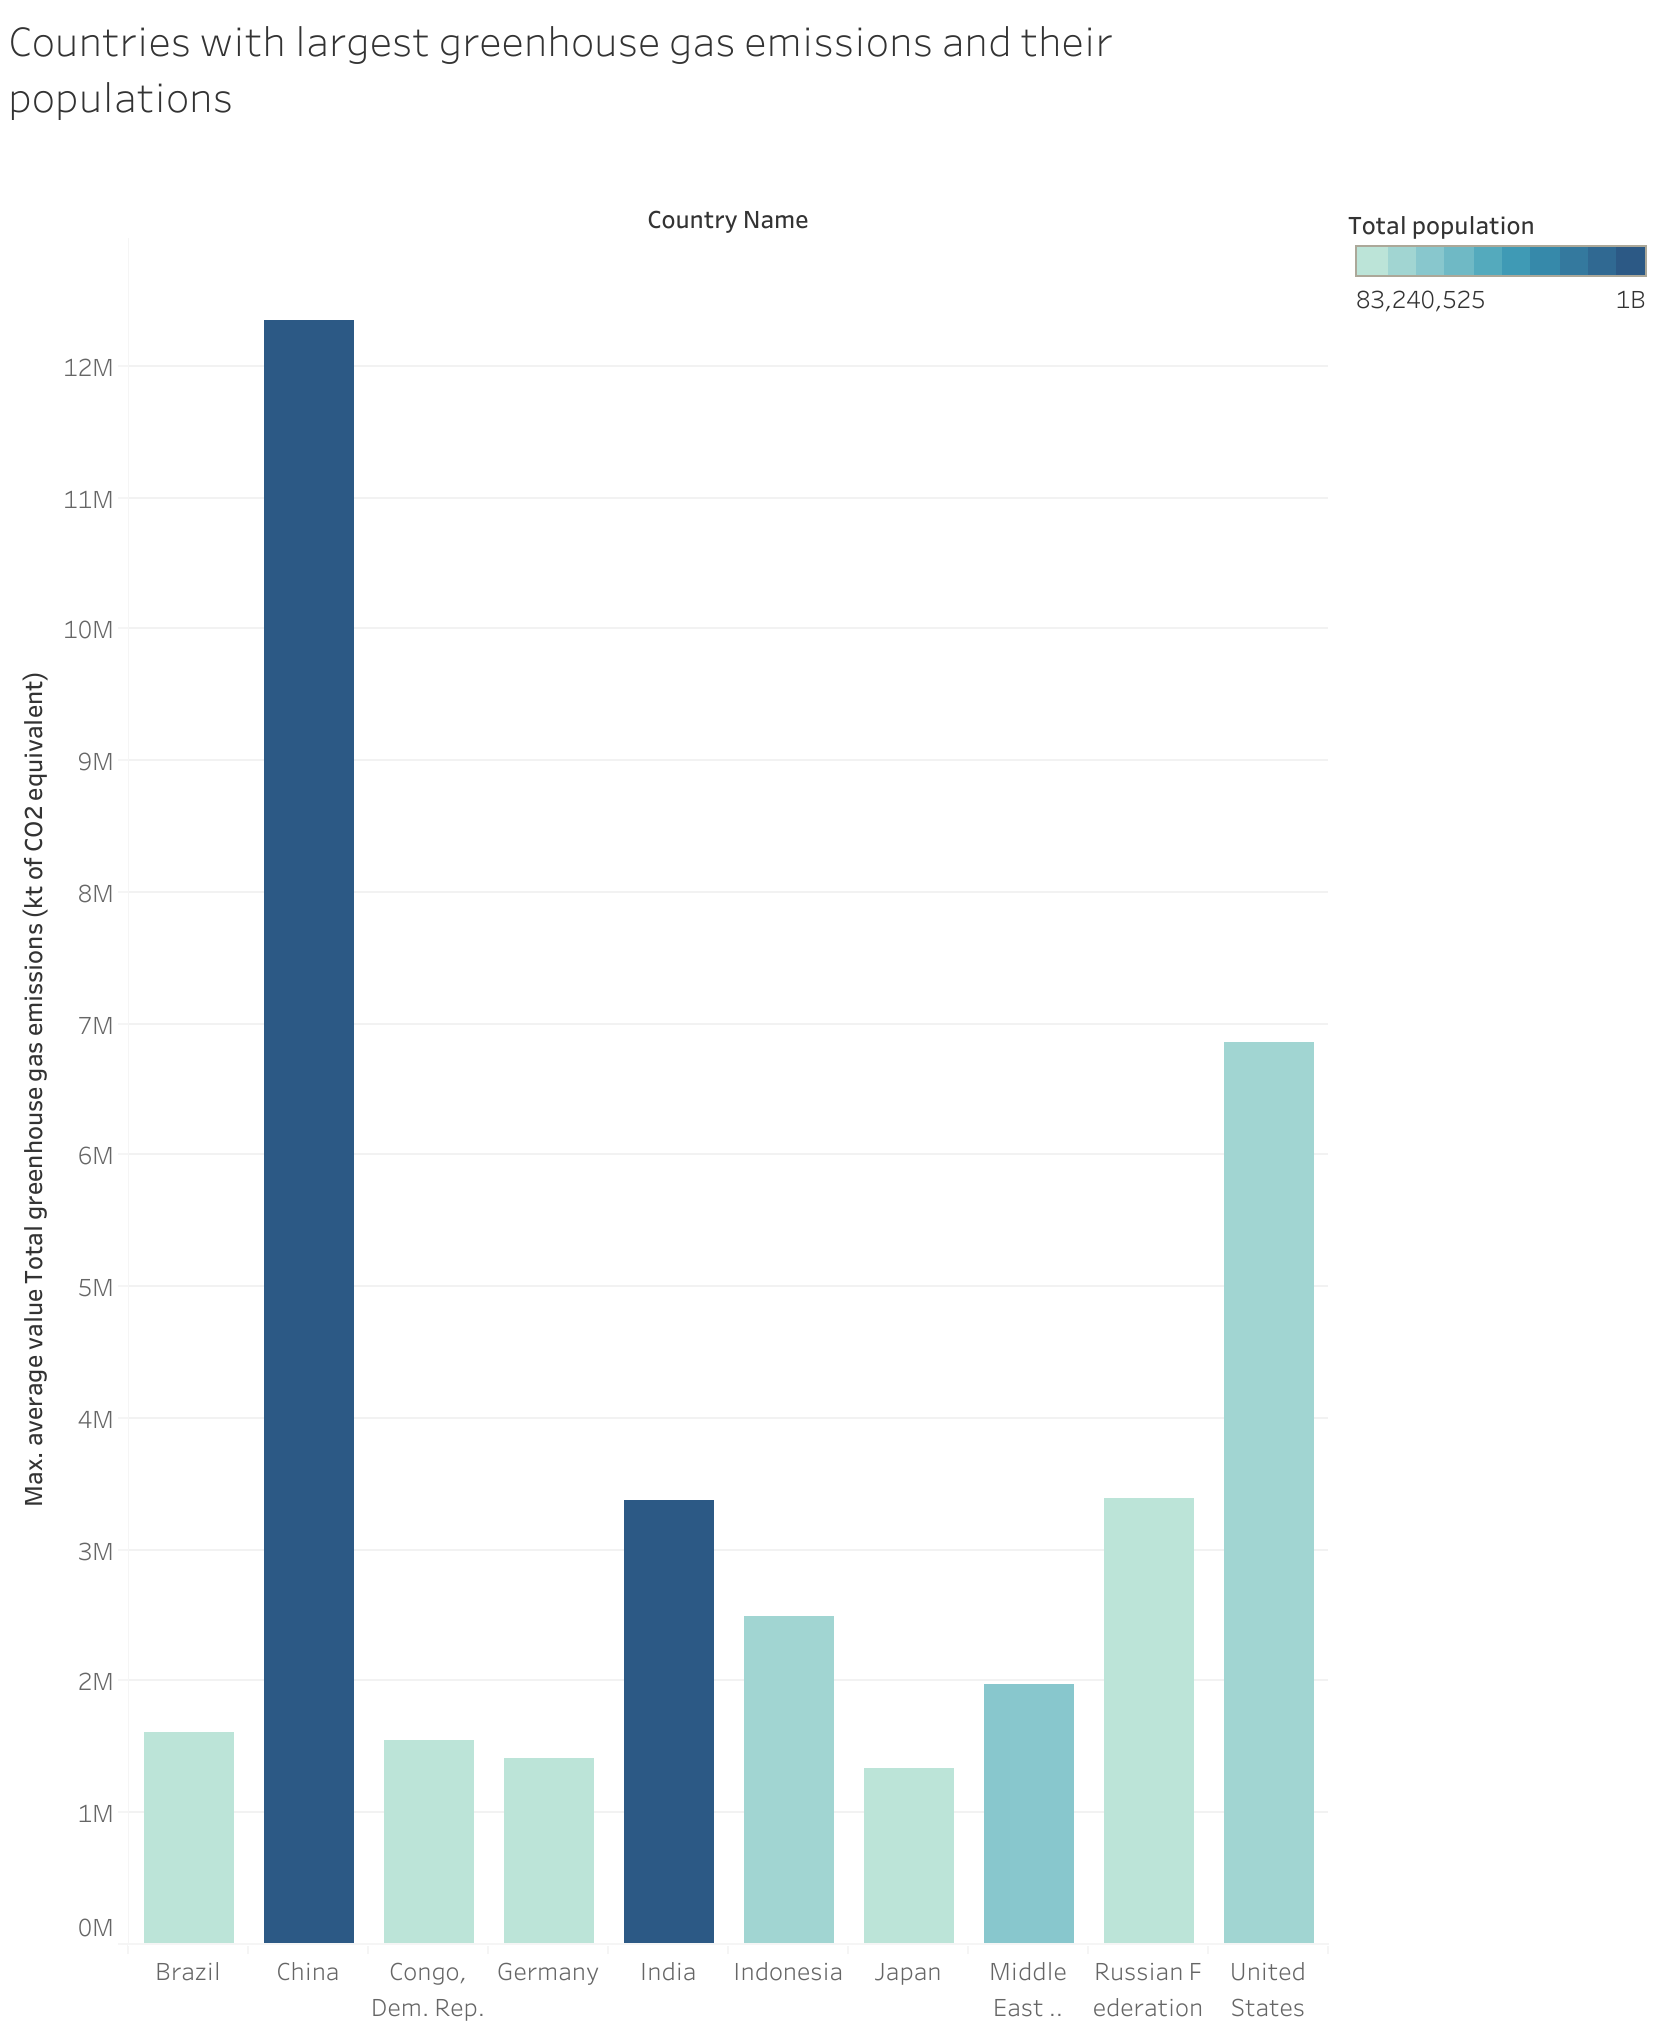 Countries with largest greenhouse gas emissions and their
populations
Country Name
Total population
83,240,525 1B
Max. average value Total greenhouse gas emissions (kt of CO2 equivalent)
12M
11M
10M
9M
8M
7M
6M
5M
4M
3M
2M
1M
0M
Brazil China Congo, Germany India Indonesia Japan Middle Russian F United
Dem. Rep. East .. ederation States